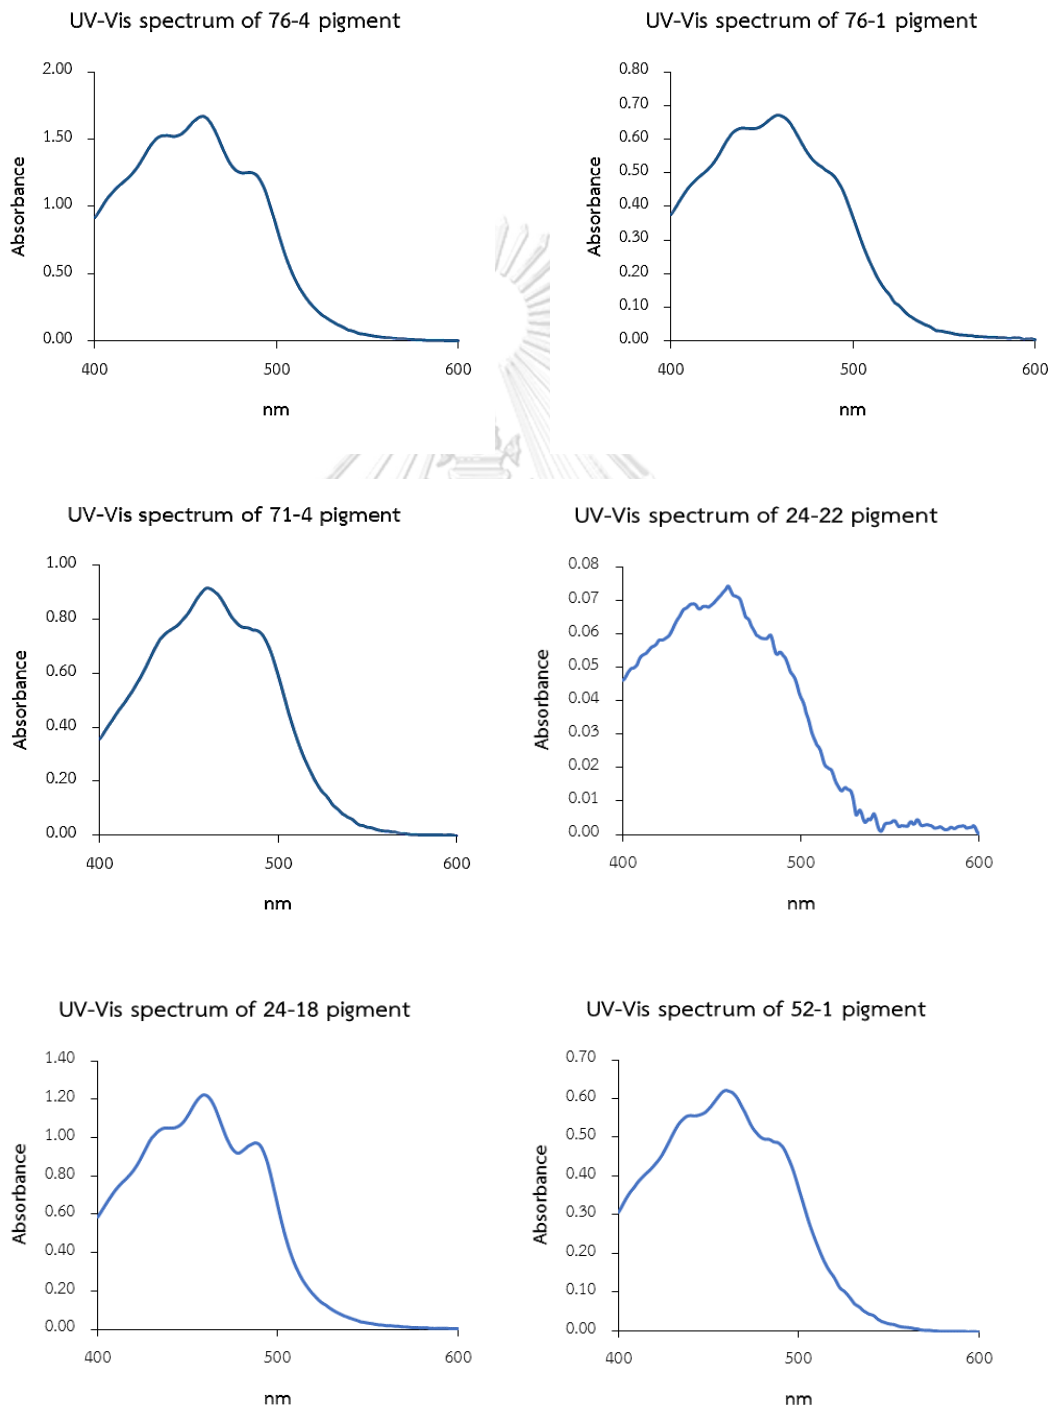 UV-Vis spectrum of 76-4 pigment
2.00
1.50
1.00
0.50
0.00
Absorbance
400 500 600
nm
UV-Vis spectrum of 76-1 pigment
0.80
0.70
0.60
0.50
0.40
0.30
0.20
0.10
0.00
Absorbance
400 500 600
nm
UV-Vis spectrum of 71-4 pigment
1.00
0.80
0.60
0.40
0.20
0.00
Absorbance
400 500 600
nm
UV-Vis spectrum of 24-22 pigment
0.08
0.07
0.06
0.05
0.04
0.03
0.02
0.01
0.00
Absorbance
400 500 600
nm
UV-Vis spectrum of 24-18 pigment
1.40
1.20
1.00
0.80
0.60
0.40
0.20
0.00
Absorbance
400 500 600
nm
UV-Vis spectrum of 52-1 pigment
0.70
0.60
0.50
0.40
0.30
0.20
0.10
0.00
Absorbance
400 500 600
nm